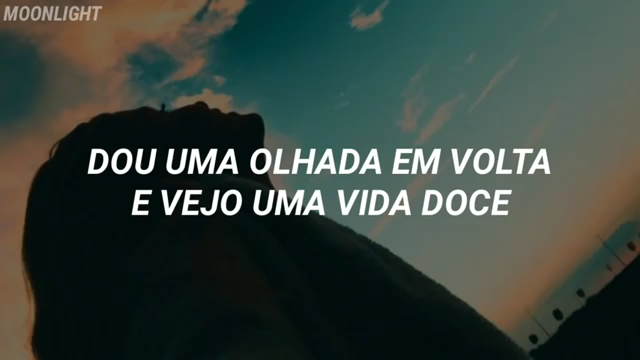 MOONLIGHT
DOU UMA OLHADA EM VOLTA
E VEJO UMA VIDA DOCE